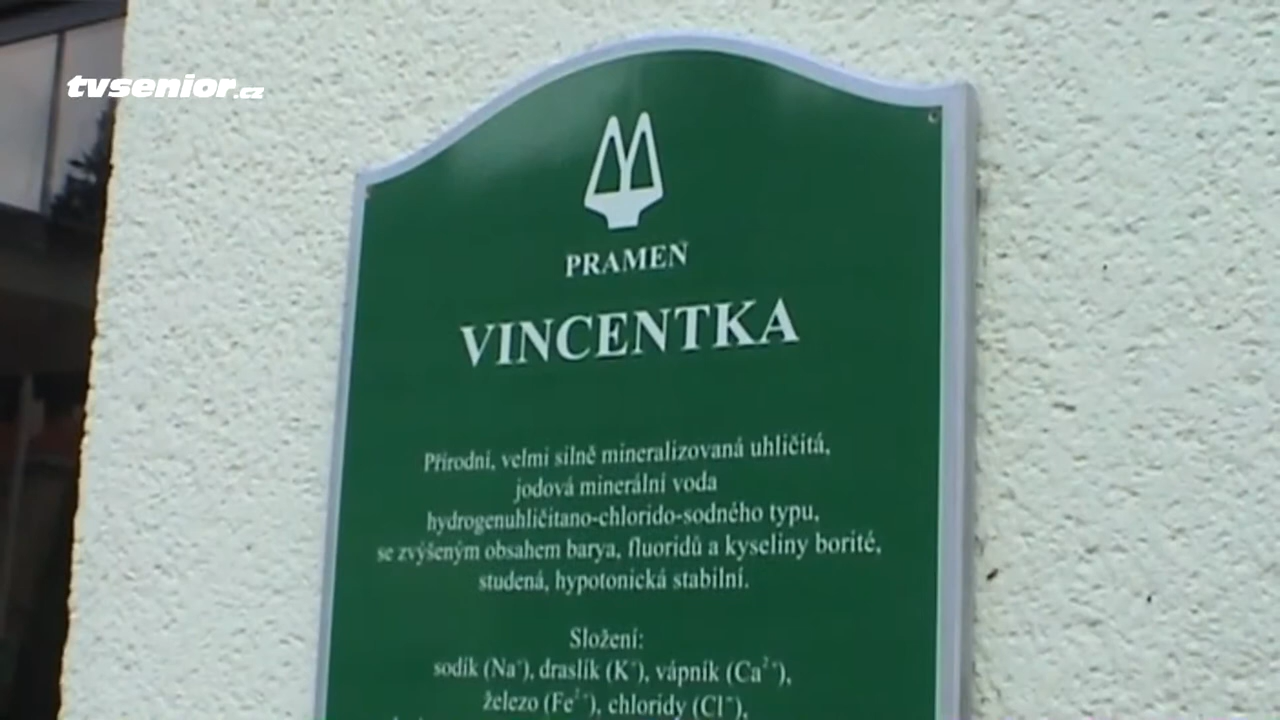 tvsenior.cz
PRAMEN
VINCENTKA
Přírodní, velmi silně mineralizovaná uhličitá,
jodová minerální voda
hydrogenuhličitano-chlorido-sodného typu,
se zvýšeným obsahem barya, fluoridů a kyseliny borité,
studená, hypotonická stabilní.
Složení:
sodík (Na⁺), draslík (K⁺), vápník (Ca²⁺),
železo (Fe²⁺), chloridy (Cl⁻),